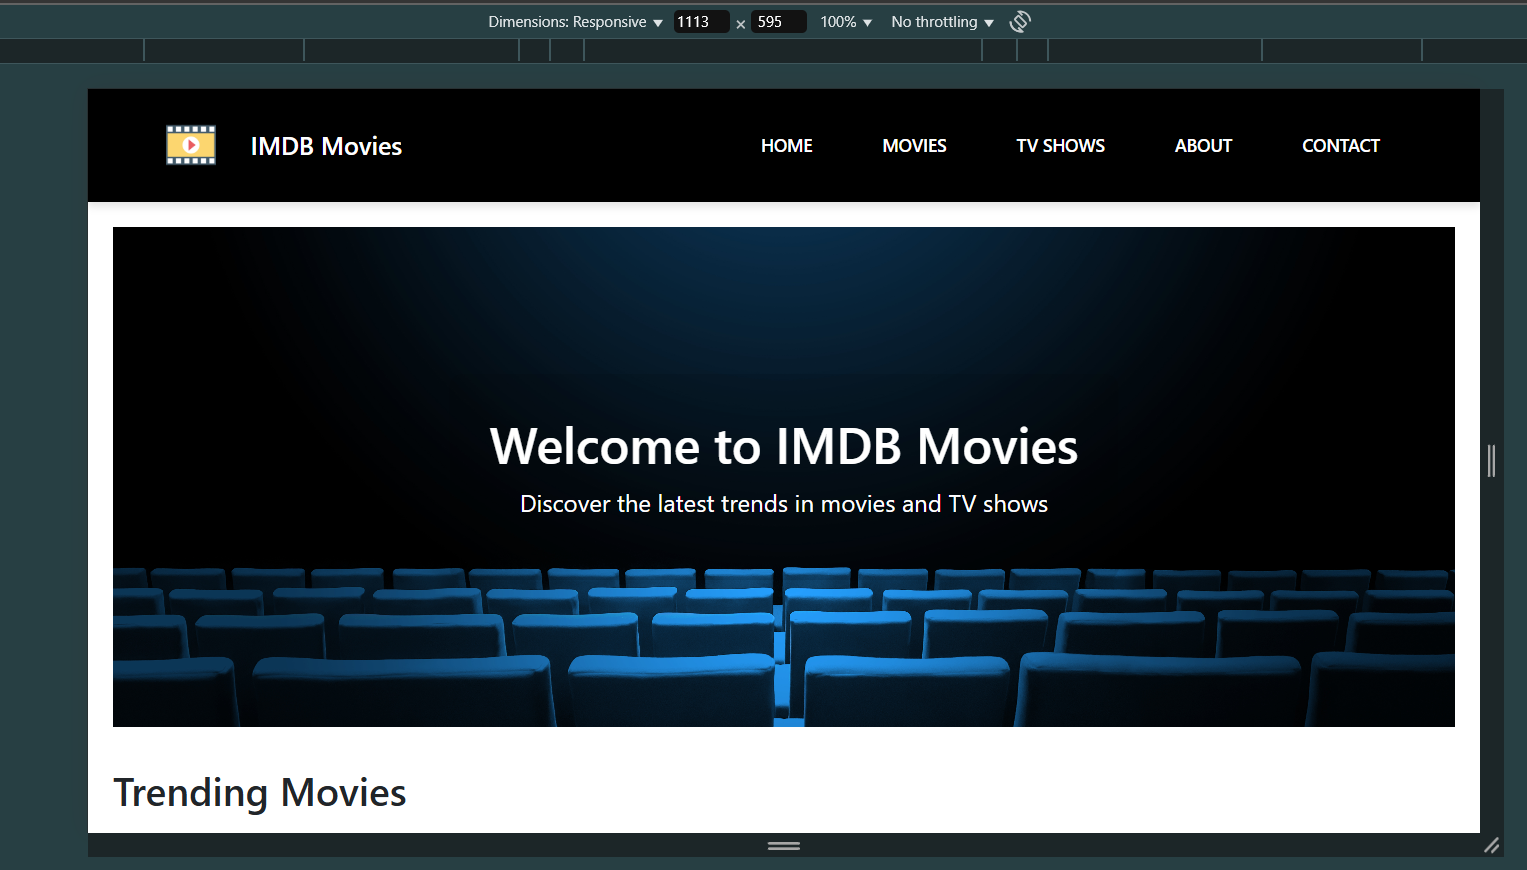 Dimensions: Responsive ▼ 1113 × 595 100% ▼ No throttling ▼
IMDB Movies
HOME MOVIES TV SHOWS ABOUT CONTACT
Welcome to IMDB Movies
Discover the latest trends in movies and TV shows
Trending Movies